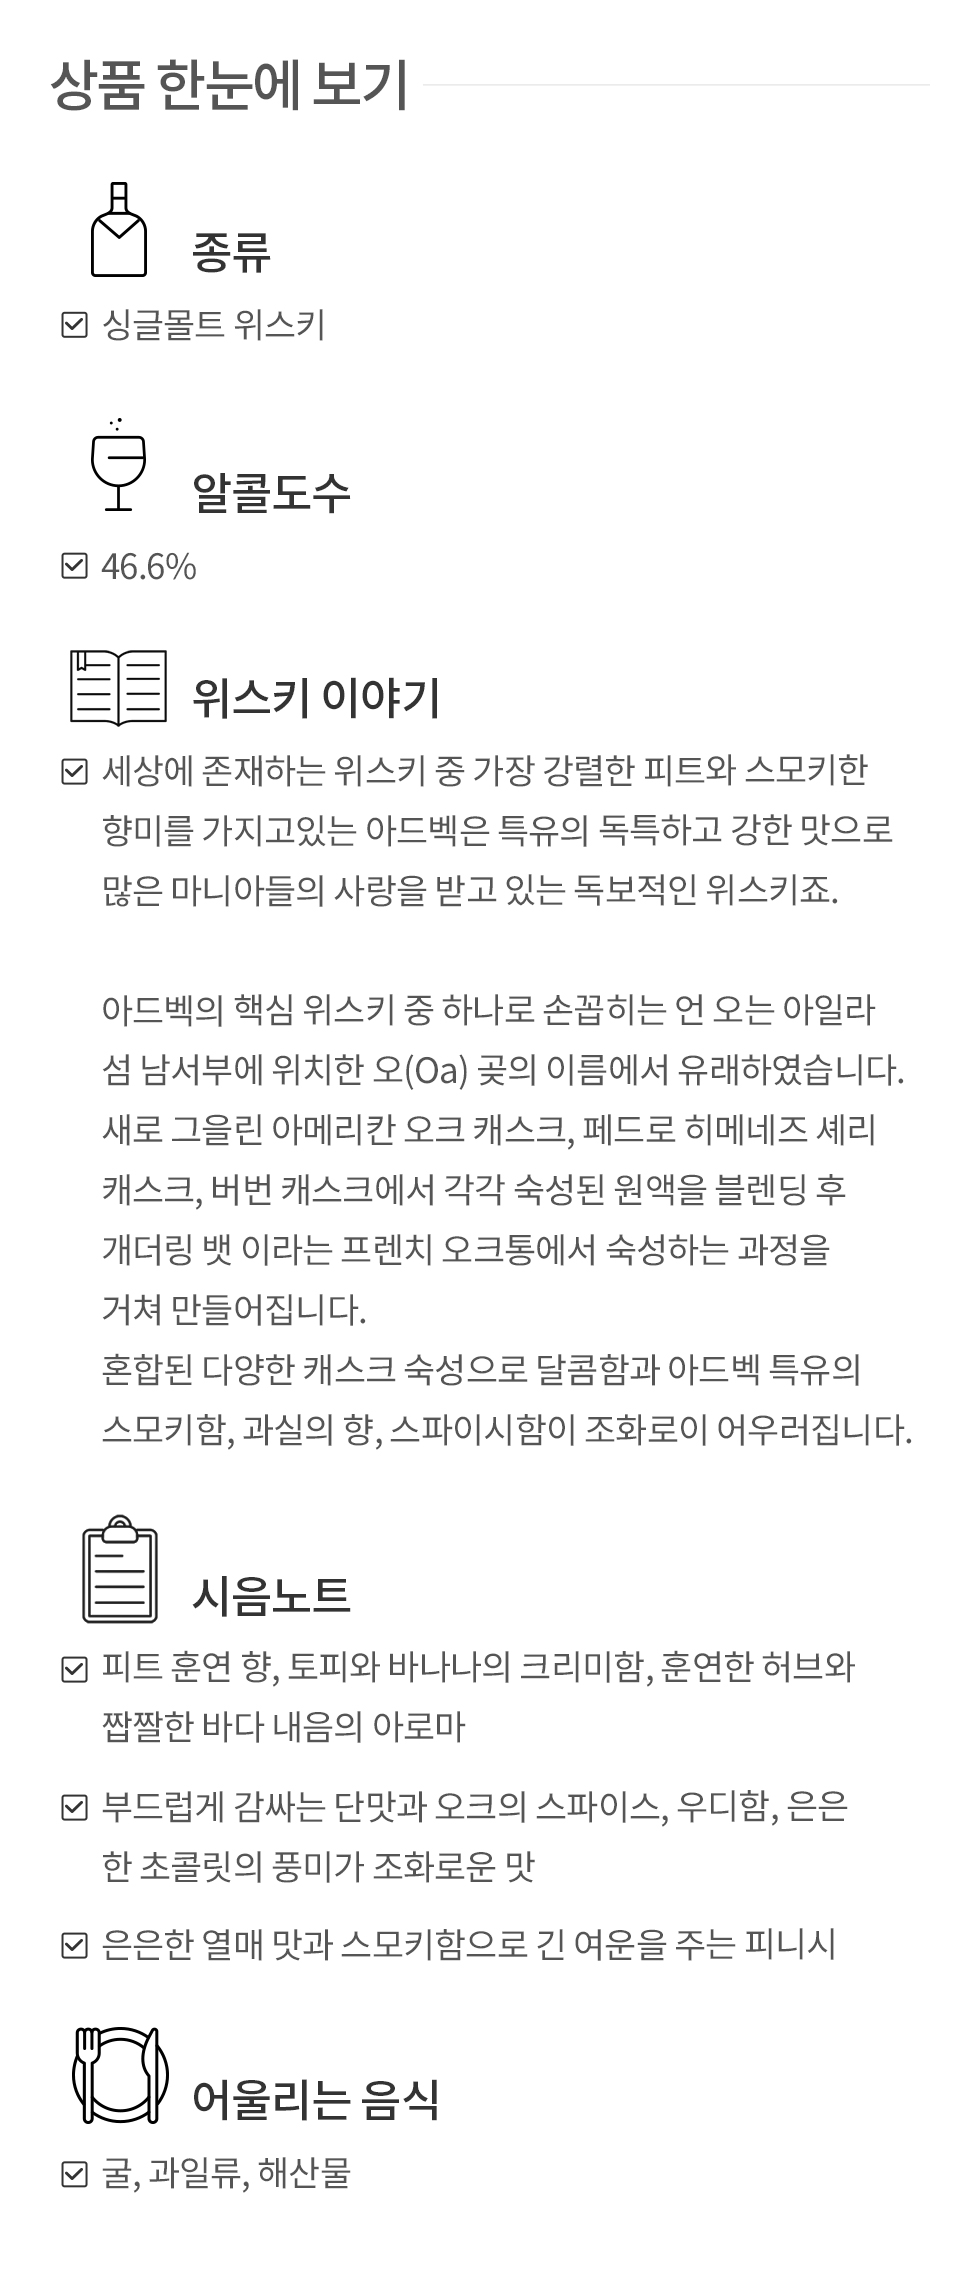 상품 한눈에 보기
종류
싱글몰트 위스키
알콜도수
46.6%
위스키 이야기
세상에 존재하는 위스키 중 가장 강렬한 피트와 스모키한
향미를 가지고있는 아드벡은 특유의 독특하고 강한 맛으로
많은 마니아들의 사랑을 받고 있는 독보적인 위스키죠.
아드벡의 핵심 위스키 중 하나로 손꼽히는 언 오는 아일라
섬 남서부에 위치한 오(Oa) 곶의 이름에서 유래하였습니다.
새로 그을린 아메리칸 오크 캐스크, 페드로 히메네즈 셰리
캐스크, 버번 캐스크에서 각각 숙성된 원액을 블렌딩 후
개더링 뱃 이라는 프렌치 오크통에서 숙성하는 과정을
거쳐 만들어집니다.
혼합된 다양한 캐스크 숙성으로 달콤함과 아드벡 특유의
스모키함, 과실의 향, 스파이시함이 조화로이 어우러집니다.
시음노트
피트 훈연 향, 토피와 바나나의 크리미함, 훈연한 허브와
짭짤한 바다 내음의 아로마
부드럽게 감싸는 단맛과 오크의 스파이스, 우디함, 은은
한 초콜릿의 풍미가 조화로운 맛
은은한 열매 맛과 스모키함으로 긴 여운을 주는 피니시
어울리는 음식
굴, 과일류, 해산물